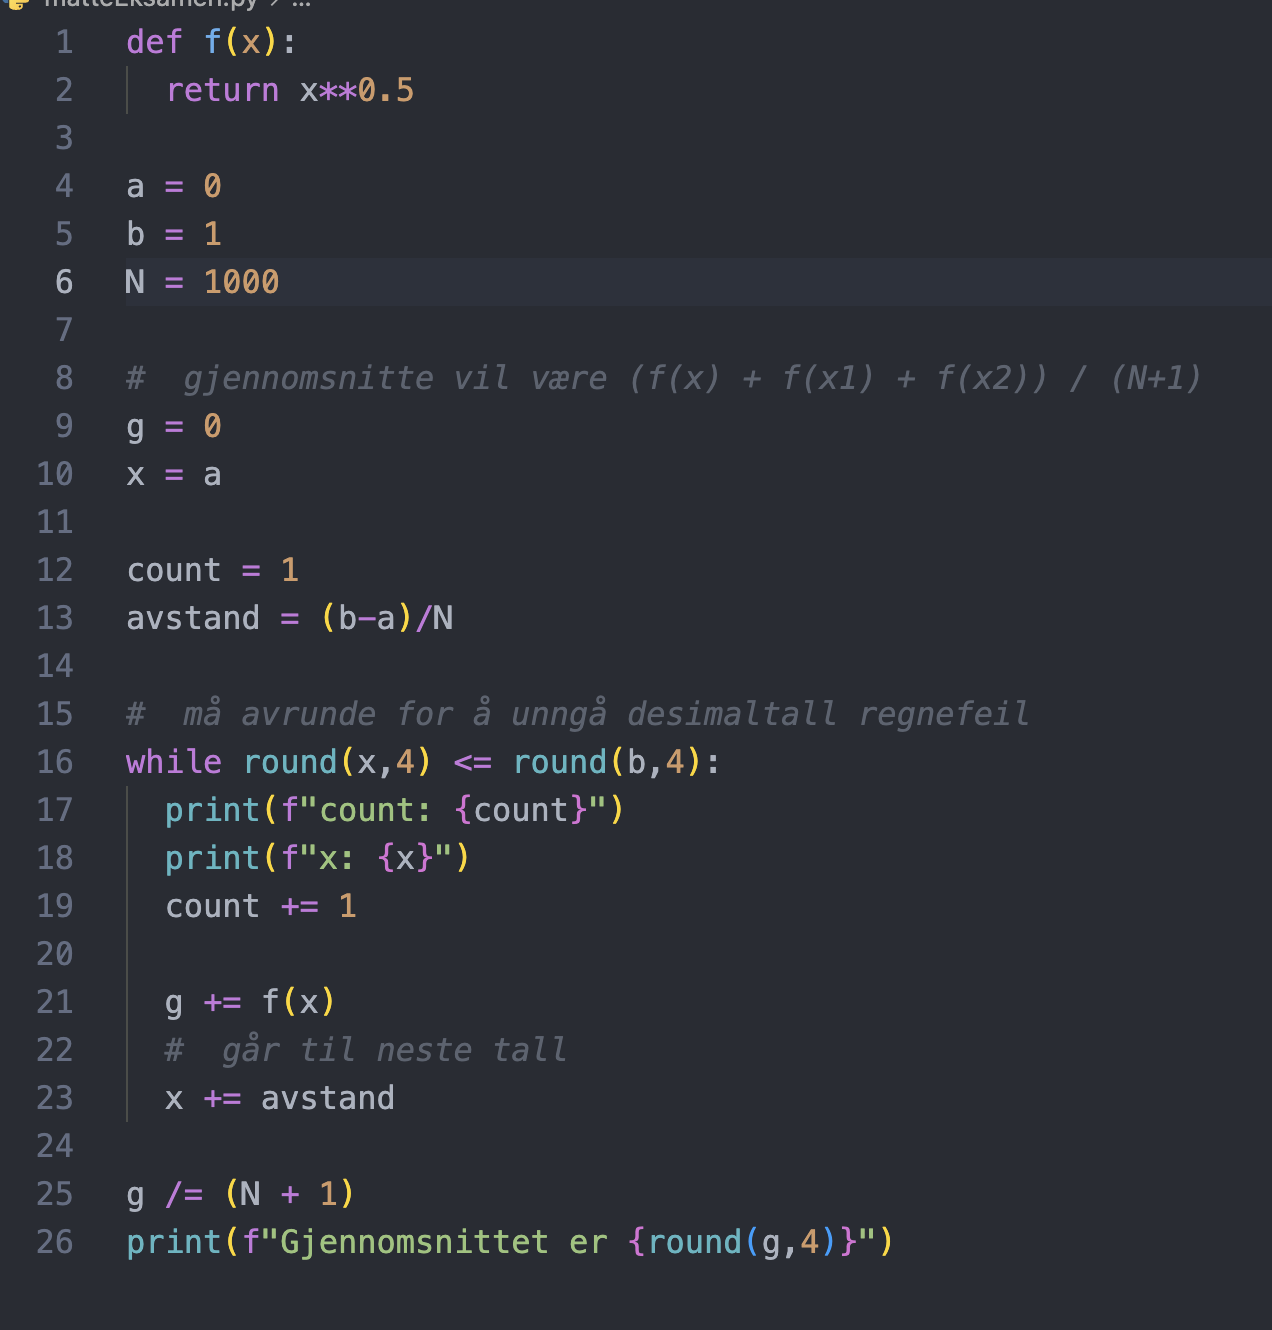 matteEksamen.py > ...
1 def f(x):
2 return x**0.5
3
4 a = 0
5 b = 1
6 N = 1000
7
8 #  gjennomsnitte vil være (f(x) + f(x1) + f(x2)) / (N+1)
9 g = 0
10 x = a
11
12 count = 1
13 avstand = (b-a)/N
14
15 #  må avrunde for å unngå desimaltall regnefeil
16 while round(x,4) <= round(b,4):
17 print(f"count: {count}")
18 print(f"x: {x}")
19 count += 1
20
21 g += f(x)
22 #  går til neste tall
23 x += avstand
24
25 g /= (N + 1)
26 print(f"Gjennomsnittet er {round(g,4)}")